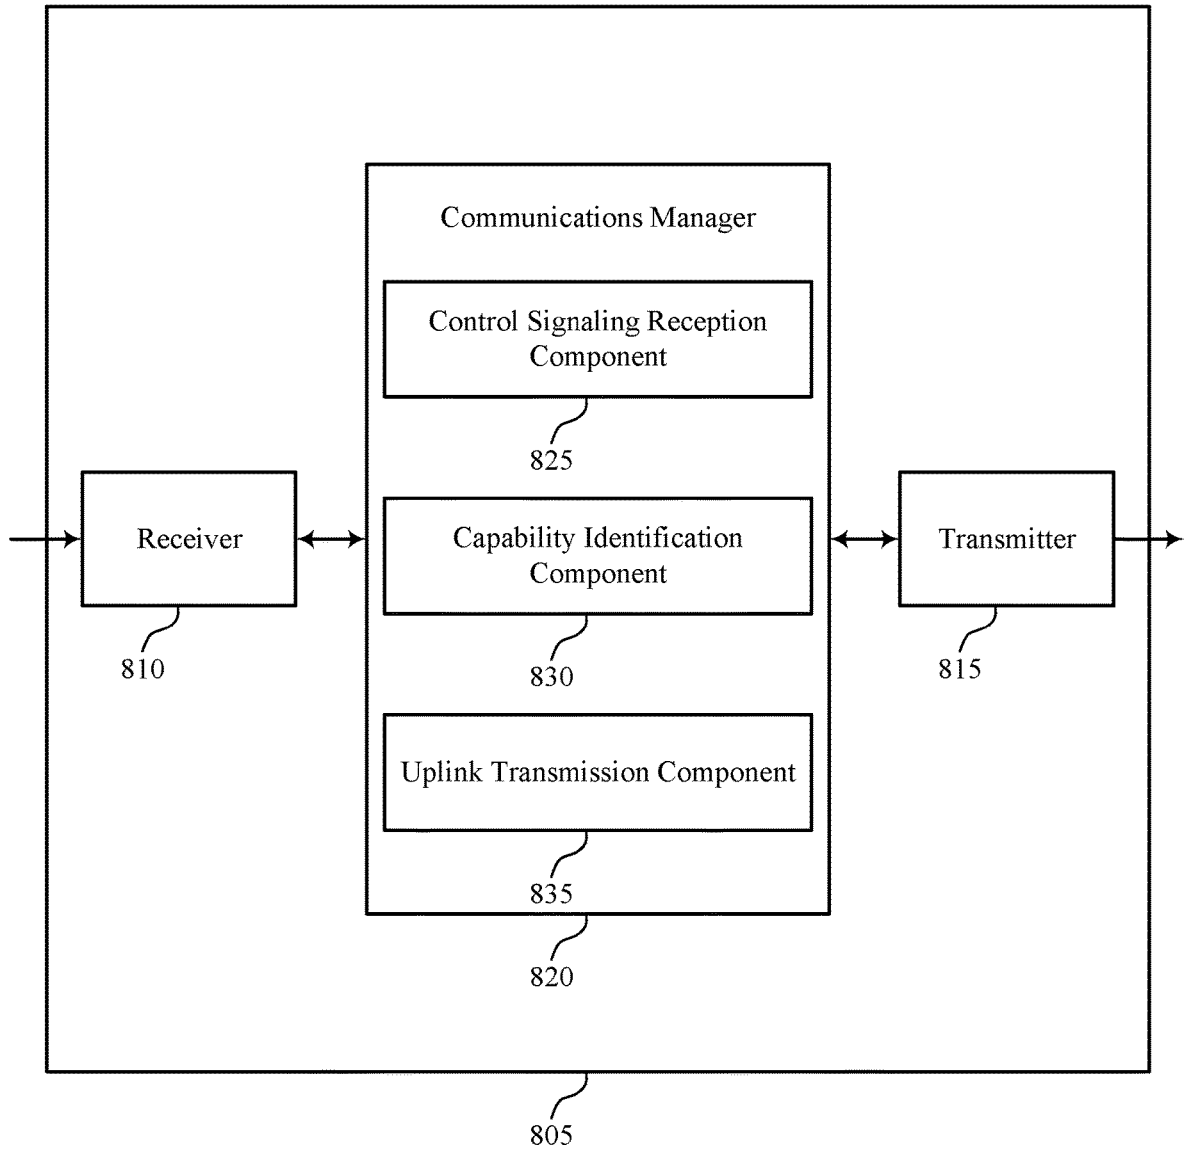 Communications Manager
Control Signaling Reception
Component
825
Receiver
810
Capability Identification
Component
830
Transmitter
815
Uplink Transmission Component
835
820
805